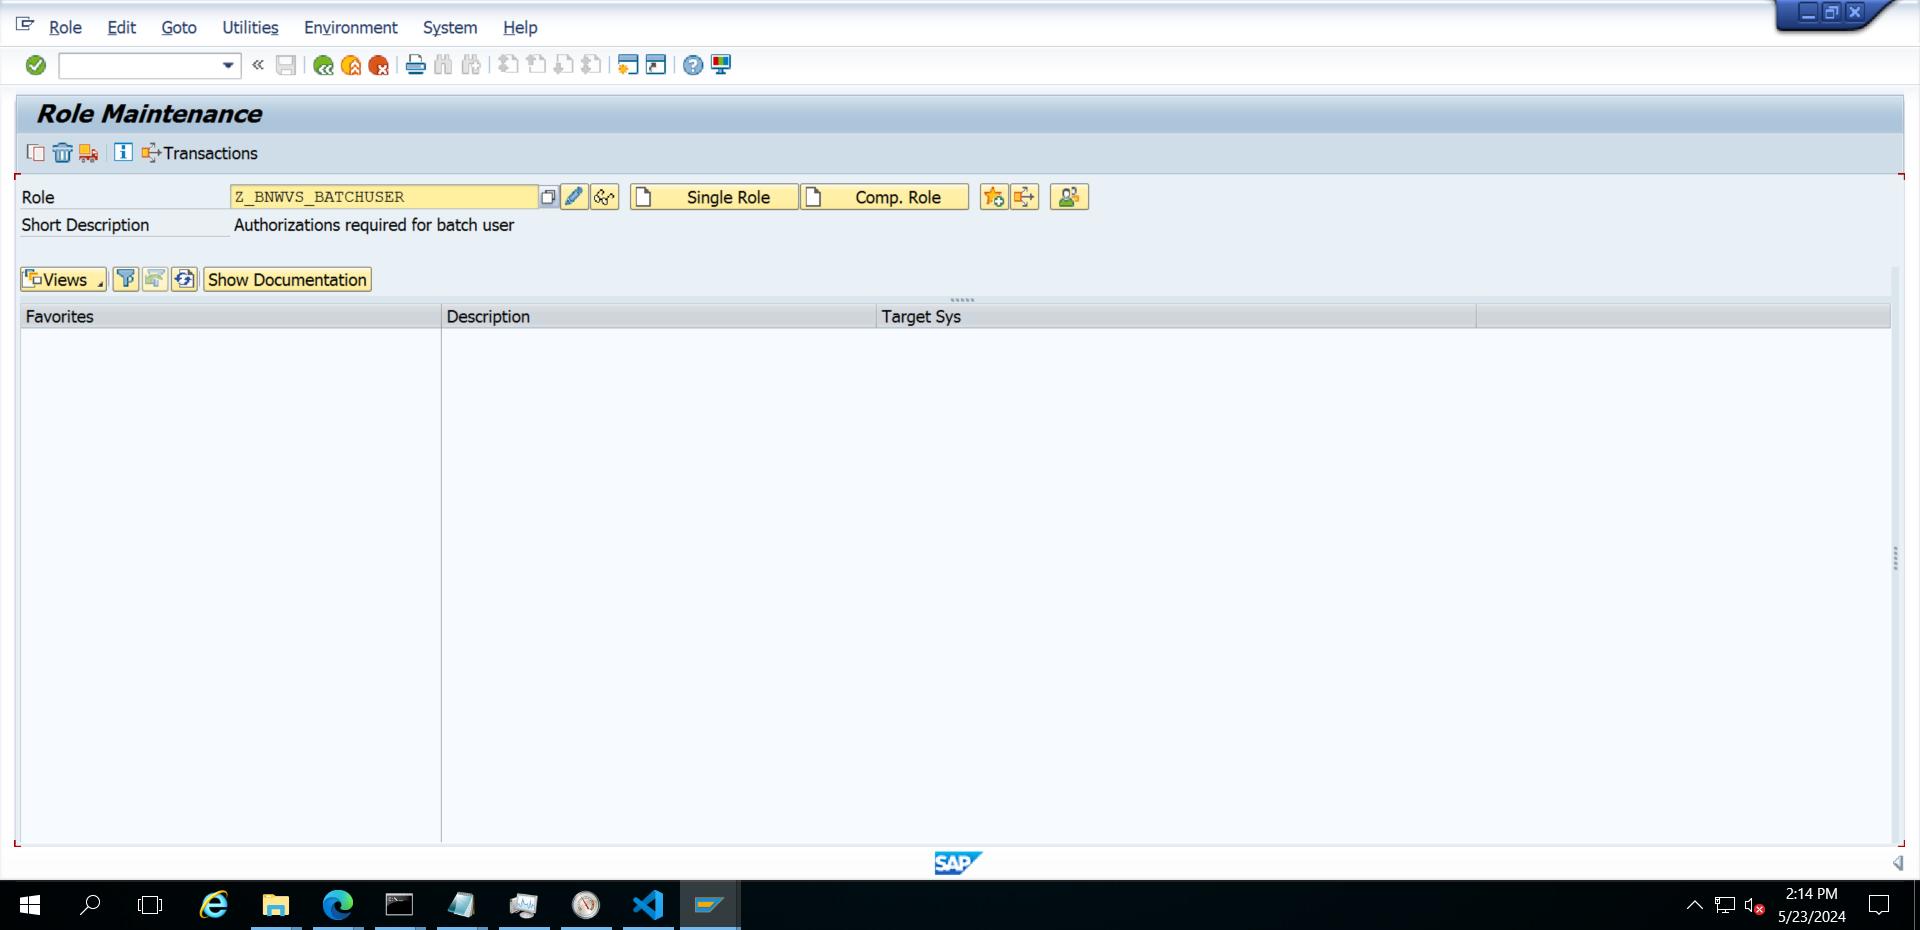 Role Edit Goto Utilities Environment System Help
Role Maintenance
Transactions
Role Z_BNWVS_BATCHUSER Single Role Comp. Role
Short Description Authorizations required for batch user
Views Show Documentation
Favorites Description Target Sys
SAP
2:14 PM
5/23/2024